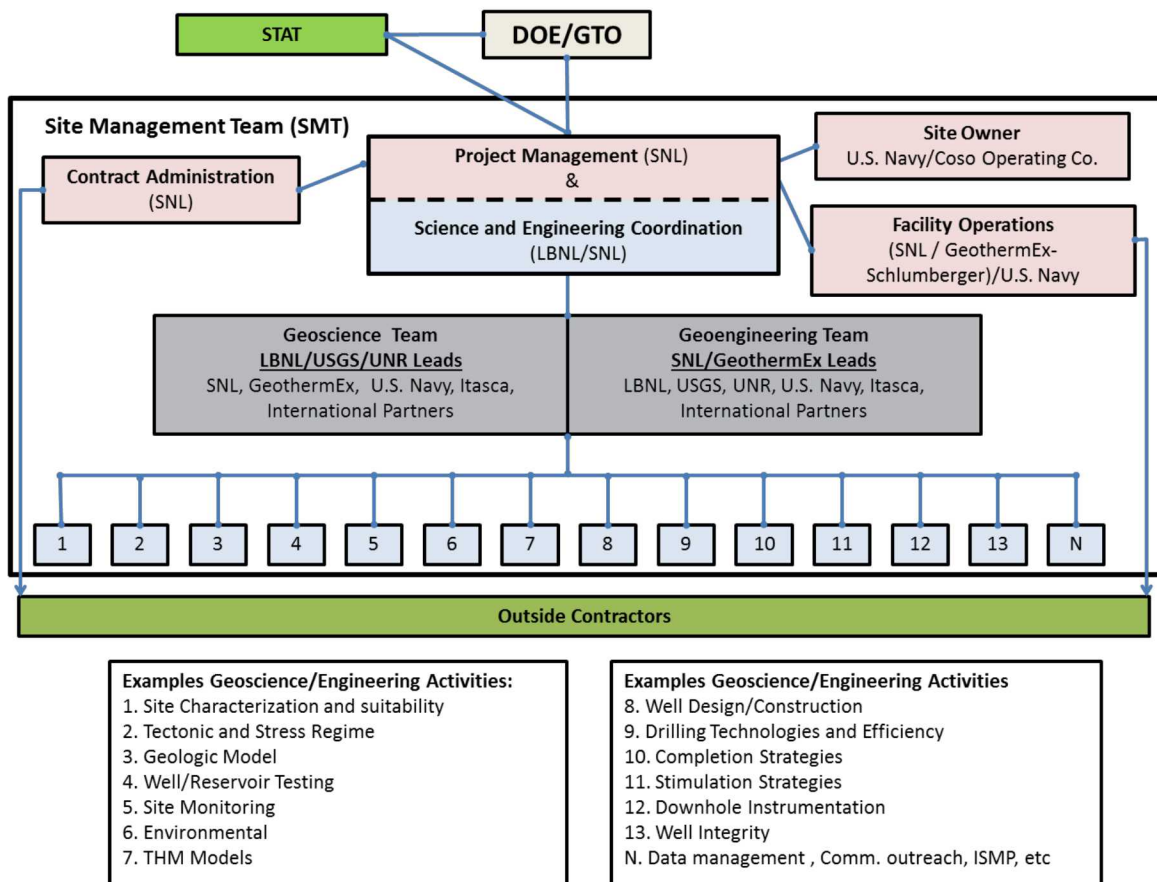 STAT
DOE/GTO
Site Management Team (SMT)
Contract Administration
(SNL)
Project Management (SNL)
&
Science and Engineering Coordination
(LBNL/SNL)
Site Owner
U.S. Navy/Coso Operating Co.
Facility Operations
(SNL / GeothermEx-
Schlumberger)/U.S. Navy
Geoscience Team
LBNL/USGS/UNR Leads
SNL, GeothermEx, U.S. Navy, Itasca,
International Partners
Geoengineering Team
SNL/GeothermEx Leads
LBNL, USGS, UNR, U.S. Navy, Itasca,
International Partners
1
2
3
4
5
6
7
8
9
10
11
12
13
N
Outside Contractors
Examples Geoscience/Engineering Activities:
1. Site Characterization and suitability
2. Tectonic and Stress Regime
3. Geologic Model
4. Well/Reservoir Testing
5. Site Monitoring
6. Environmental
7. THM Models
Examples Geoscience/Engineering Activities
8. Well Design/Construction
9. Drilling Technologies and Efficiency
10. Completion Strategies
11. Stimulation Strategies
12. Downhole Instrumentation
13. Well Integrity
N. Data management , Comm. outreach, ISMP, etc